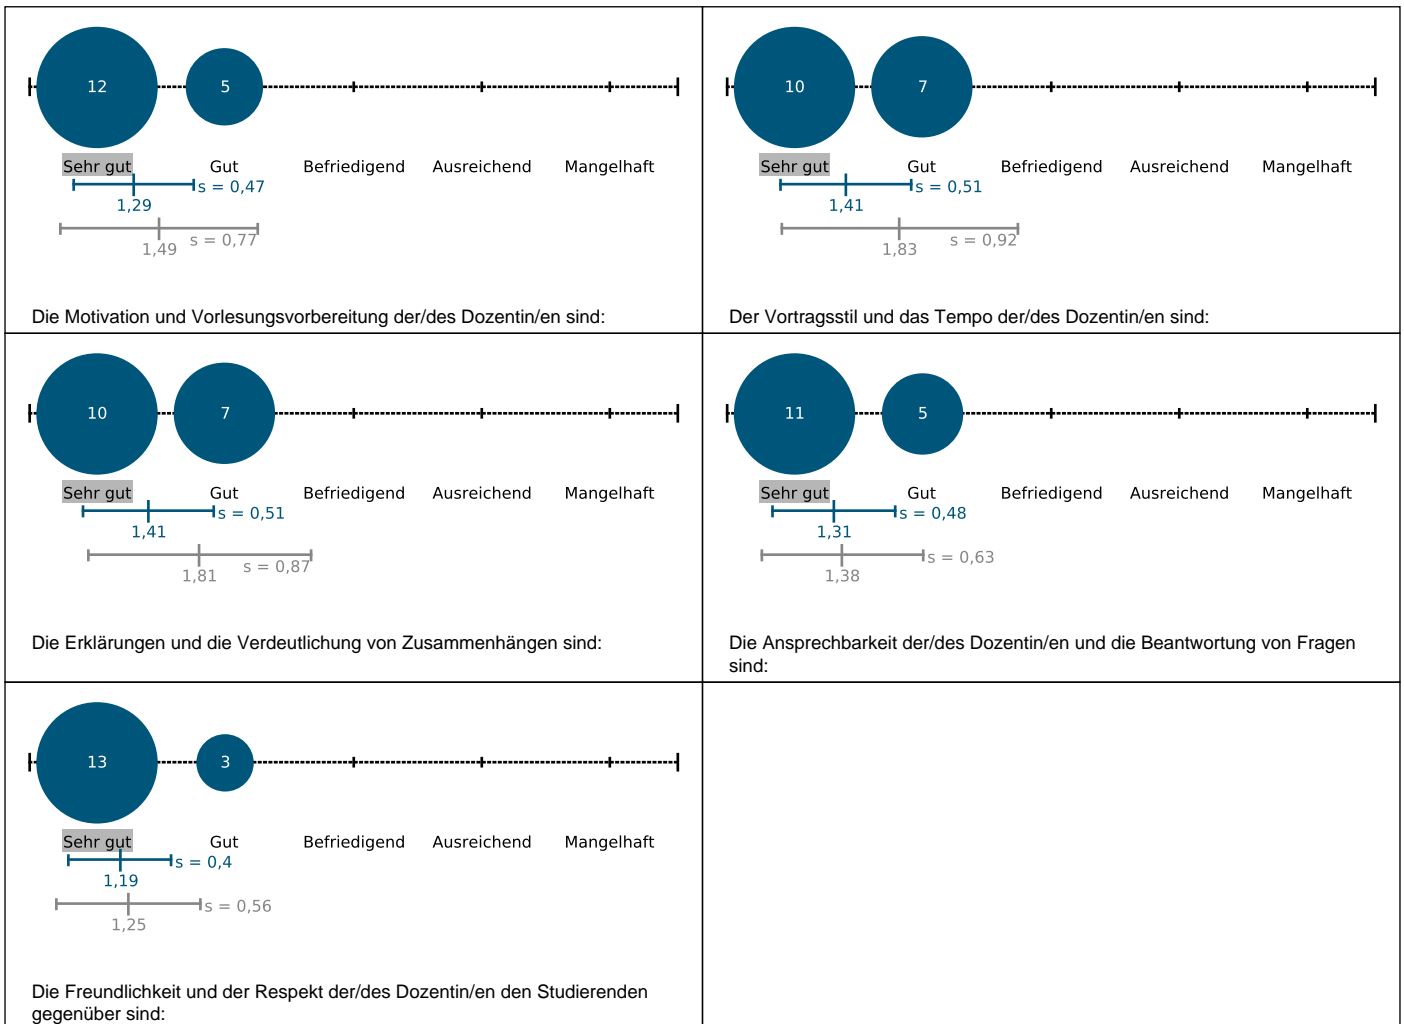 12
5
Sehr gut
Gut
Befriedigend
Ausreichend
Mangelhaft
s = 0,47
1,29
s = 0,77
1,49
Die Motivation und Vorlesungsvorbereitung der/des Dozentin/en sind:
10
7
Sehr gut
Gut
Befriedigend
Ausreichend
Mangelhaft
s = 0,51
1,41
s = 0,92
1,83
Der Vortragsstil und das Tempo der/des Dozentin/en sind:
10
7
Sehr gut
Gut
Befriedigend
Ausreichend
Mangelhaft
s = 0,51
1,41
s = 0,87
1,81
Die Erklärungen und die Verdeutlichung von Zusammenhängen sind:
11
5
Sehr gut
Gut
Befriedigend
Ausreichend
Mangelhaft
s = 0,48
1,31
s = 0,63
1,38
Die Ansprechbarkeit der/des Dozentin/en und die Beantwortung von Fragen
sind:
13
3
Sehr gut
Gut
Befriedigend
Ausreichend
Mangelhaft
s = 0,4
1,19
s = 0,56
1,25
Die Freundlichkeit und der Respekt der/des Dozentin/en den Studierenden
gegenüber sind: